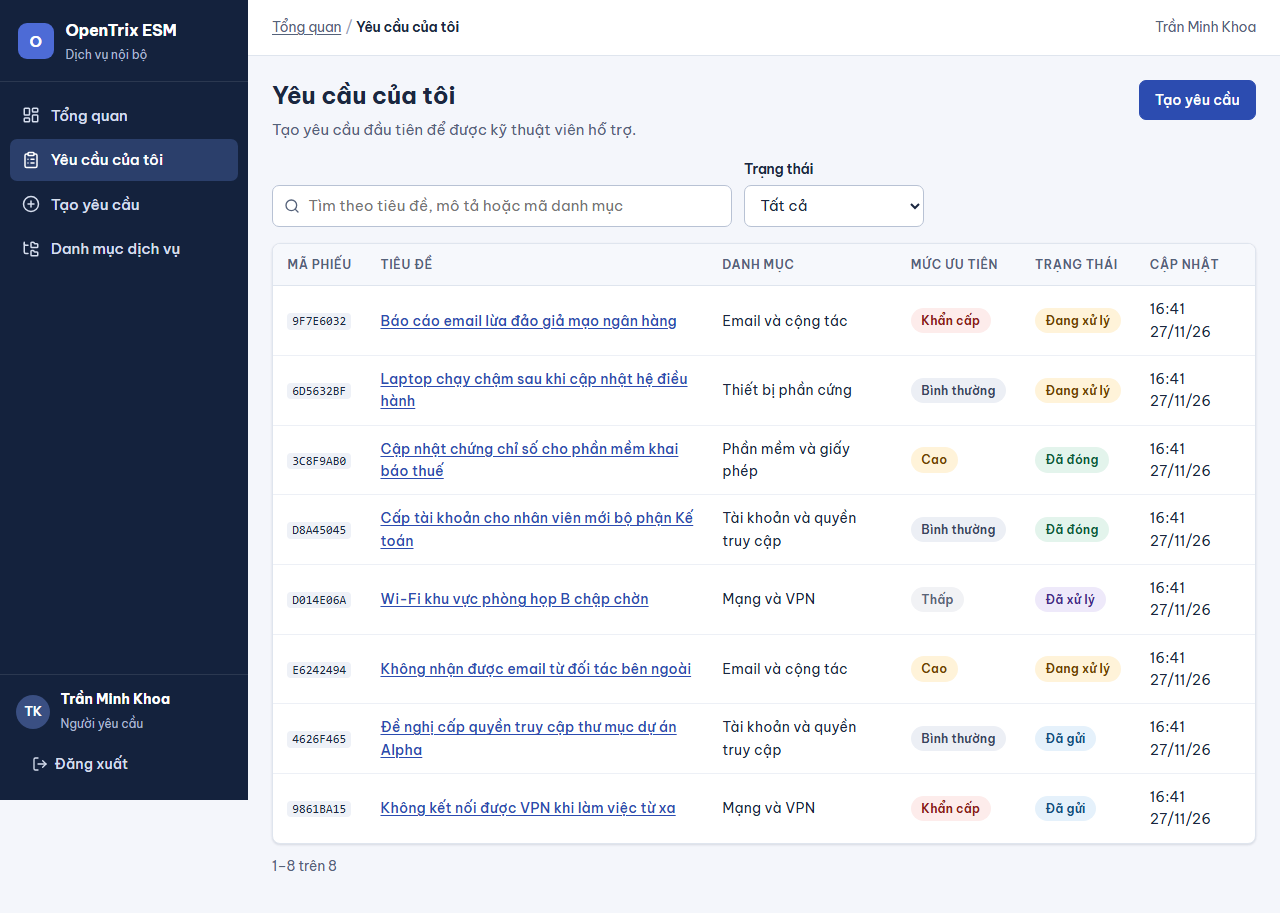 O
OpenTrix ESM
Dịch vụ nội bộ
Tổng quan
Yêu cầu của tôi
Tạo yêu cầu
Danh mục dịch vụ
TK
Trần Minh Khoa
Người yêu cầu
Đăng xuất
Tổng quan / Yêu cầu của tôi
Trần Minh Khoa
Yêu cầu của tôi
Tạo yêu cầu đầu tiên để được kỹ thuật viên hỗ trợ.
Tạo yêu cầu
Trạng thái
Tìm theo tiêu đề, mô tả hoặc mã danh mục
Tất cả
MÃ PHIẾU TIÊU ĐỀ DANH MỤC MỨC ƯU TIÊN TRẠNG THÁI CẬP NHẬT
9F7E6032 Báo cáo email lừa đảo giả mạo ngân hàng Email và cộng tác Khẩn cấp Đang xử lý 16:41
27/11/26
6D5632BF Laptop chạy chậm sau khi cập nhật hệ điều Thiết bị phần cứng Bình thường Đang xử lý 16:41
hành 27/11/26
3C8F9AB0 Cập nhật chứng chỉ số cho phần mềm khai Phần mềm và giấy Cao Đã đóng 16:41
báo thuế phép 27/11/26
D8A45045 Cấp tài khoản cho nhân viên mới bộ phận Kế Tài khoản và quyền Bình thường Đã đóng 16:41
toán truy cập 27/11/26
D014E06A Wi-Fi khu vực phòng họp B chập chờn Mạng và VPN Thấp Đã xử lý 16:41
27/11/26
E6242494 Không nhận được email từ đối tác bên ngoài Email và cộng tác Cao Đang xử lý 16:41
27/11/26
4626F465 Đề nghị cấp quyền truy cập thư mục dự án Tài khoản và quyền Bình thường Đã gửi 16:41
Alpha truy cập 27/11/26
9861BA15 Không kết nối được VPN khi làm việc từ xa Mạng và VPN Khẩn cấp Đã gửi 16:41
27/11/26
1–8 trên 8